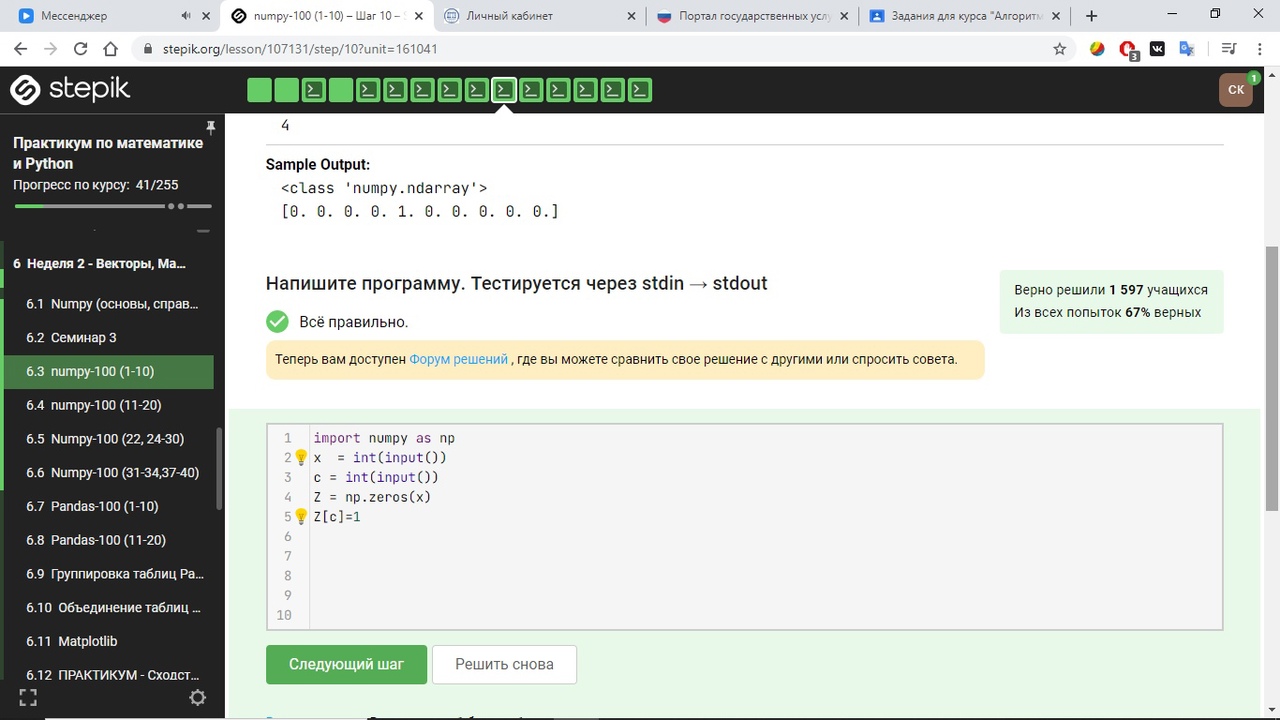 Мессенджер
numpy-100 (1-10) – Шаг 10 –
Личный кабинет
Портал государственных услу
Задания для курса "Алгоритм
stepik.org/lesson/107131/step/10?unit=161041
3
stepik
СК
1
Практикум по математике
и Python
Прогресс по курсу: 41/255
6 Неделя 2 - Векторы, Ма...
6.1 Numpy (основы, справ...
6.2 Семинар 3
6.3 numpy-100 (1-10)
6.4 numpy-100 (11-20)
6.5 Numpy-100 (22, 24-30)
6.6 Numpy-100 (31-34,37-40)
6.7 Pandas-100 (1-10)
6.8 Pandas-100 (11-20)
6.9 Группировка таблиц Pa...
6.10 Объединение таблиц ...
6.11 Matplotlib
6.12 ПРАКТИКУМ - Сходст...
4
Sample Output:
<class 'numpy.ndarray'>
[0. 0. 0. 0. 1. 0. 0. 0. 0. 0.]
Напишите программу. Тестируется через stdin → stdout
Всё правильно.
Теперь вам доступен Форум решений , где вы можете сравнить свое решение с другими или спросить совета.
Верно решили 1 597 учащихся
Из всех попыток 67% верных
1 import numpy as np
2 x  = int(input())
3 c = int(input())
4 Z = np.zeros(x)
5 Z[c]=1
6
7
8
9
10
Следующий шаг
Решить снова